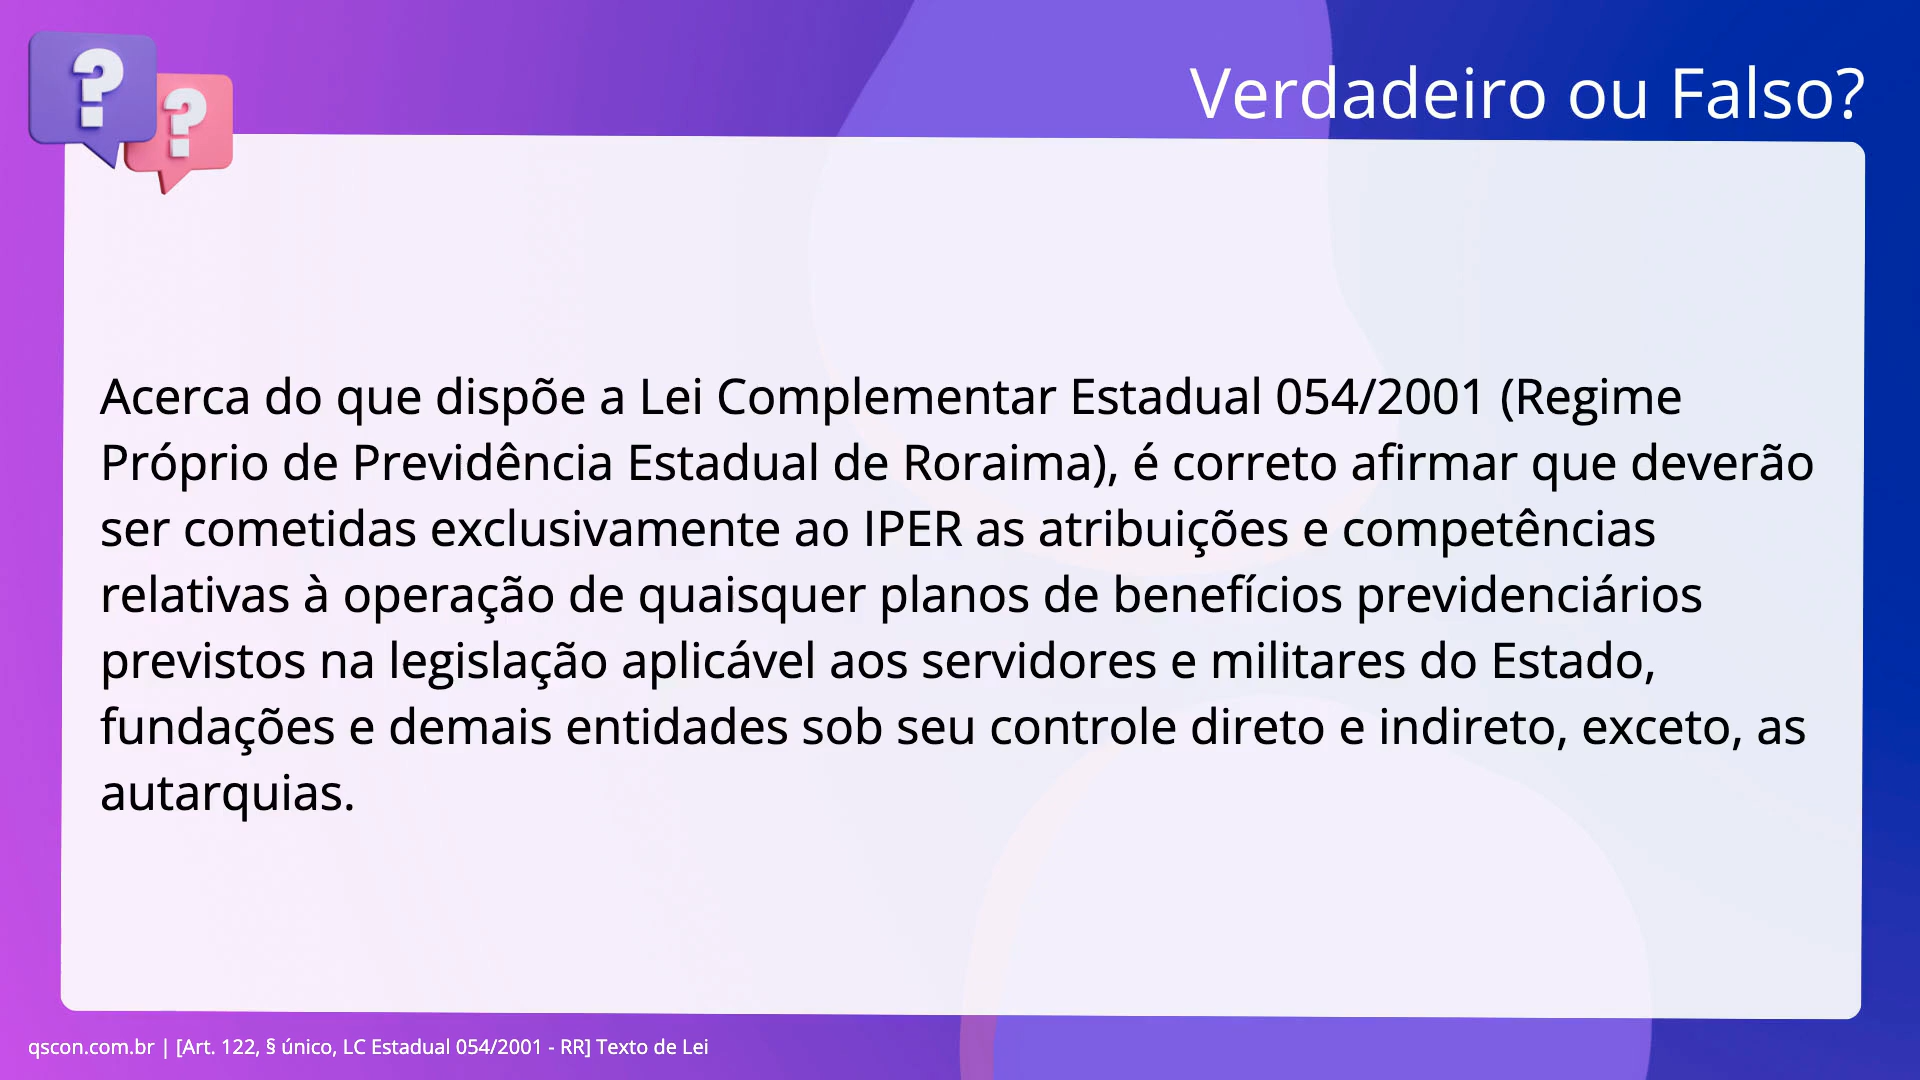 Verdadeiro ou Falso?
Acerca do que dispõe a Lei Complementar Estadual 054/2001 (Regime
Próprio de Previdência Estadual de Roraima), é correto afirmar que deverão
ser cometidas exclusivamente ao IPER as atribuições e competências
relativas à operação de quaisquer planos de benefícios previdenciários
previstos na legislação aplicável aos servidores e militares do Estado,
fundações e demais entidades sob seu controle direto e indireto, exceto, as
autarquias.
qscon.com.br | [Art. 122, § único, LC Estadual 054/2001 - RR] Texto de Lei